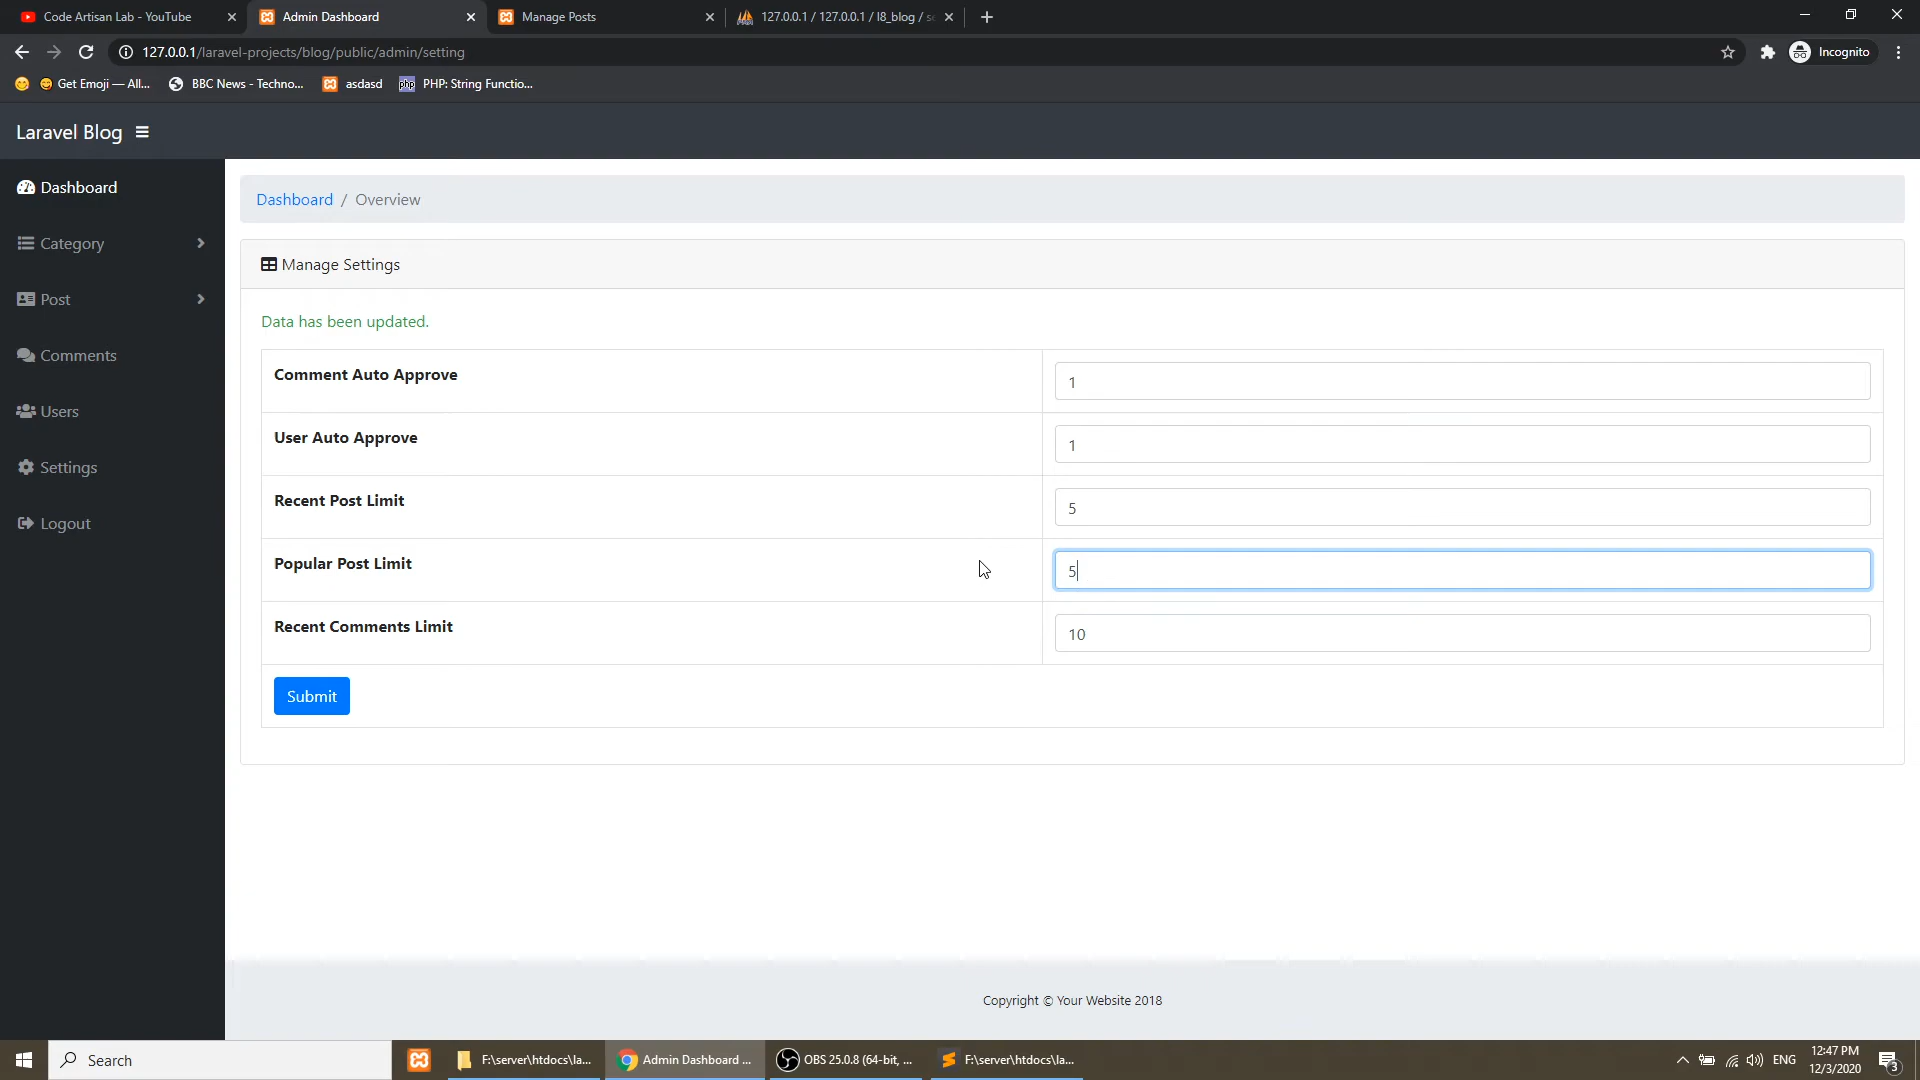 Code Artisan Lab - YouTube
Admin Dashboard
Manage Posts
127.0.0.1 / 127.0.0.1 / l8_blog /
127.0.0.1/laravel-projects/blog/public/admin/setting
Incognito
Get Emoji — All...
BBC News - Techno...
asdasd
php PHP: String Functio...
Laravel Blog
Dashboard
Category
Post
Comments
Users
Settings
Logout
Dashboard / Overview
Manage Settings
Data has been updated.
Comment Auto Approve 1
User Auto Approve 1
Recent Post Limit 5
Popular Post Limit 5
Recent Comments Limit 10
Submit
Copyright © Your Website 2018
Search
F:\server\htdocs\la...
Admin Dashboard ...
OBS 25.0.8 (64-bit, ...
F:\server\htdocs\la...
ENG
12:47 PM
12/3/2020
3